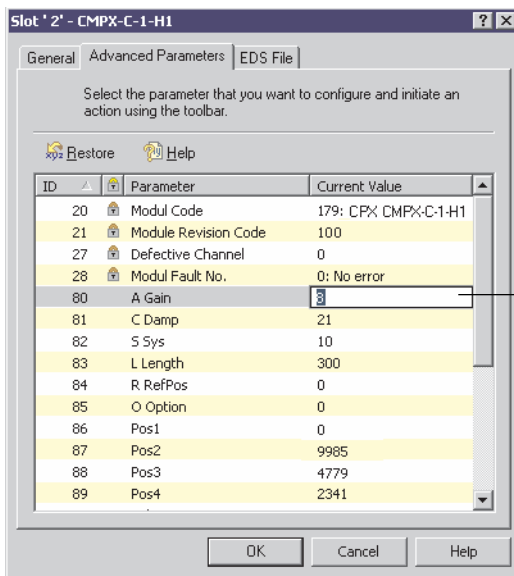 Slot ' 2' - CMPX-C-1-H1
General Advanced Parameters EDS File
Select the parameter that you want to configure and initiate an
action using the toolbar.
Restore Help
ID Parameter Current Value
20 Modul Code 179: CPX CMPX-C-1-H1
21 Module Revision Code 100
27 Defective Channel 0
28 Modul Fault No. 0: No error
80 A Gain 8
81 C Damp 21
82 S Sys 10
83 L Length 300
84 R RefPos 0
85 O Option 0
86 Pos1 0
87 Pos2 9985
88 Pos3 4779
89 Pos4 2341
OK Cancel Help